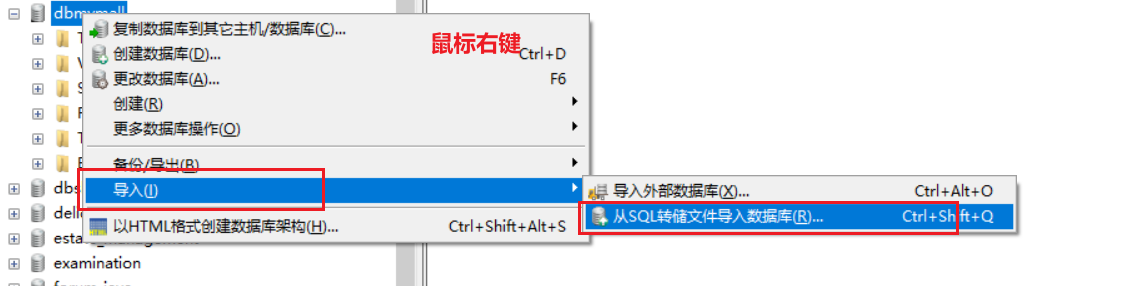 dbmymall
复制数据库到其它主机/数据库(C)...
鼠标右键
创建数据库(D)... Ctrl+D
更改数据库(A)... F6
创建(R)
更多数据库操作(O)
备份/导出(B)
导入(I)
导入外部数据库(X)... Ctrl+Alt+O
从SQL转储文件导入数据库(R)... Ctrl+Shift+Q
以HTML格式创建数据库架构(H)... Ctrl+Shift+Alt+S
T
V
S
F
T
E
dbs
examination